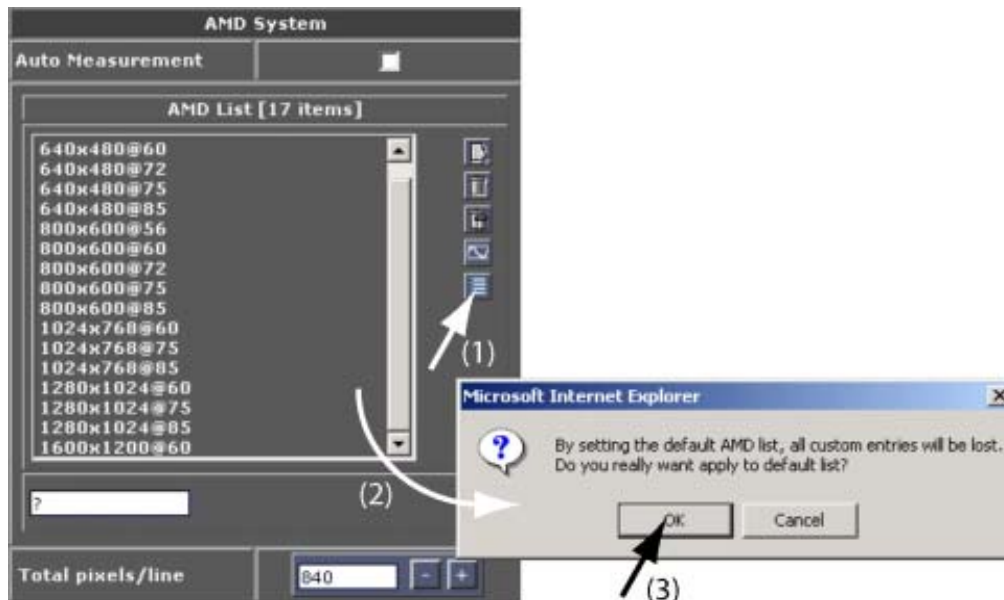 AMD System
Auto Measurement
AMD List [17 items]
640x480@60
640x480@72
640x480@75
640x480@85
800x600@56
800x600@60
800x600@72
800x600@75
800x600@85
1024x768@60
1024x768@75
1024x768@85
1280x1024@60
1280x1024@75
1280x1024@85
1600x1200@60
(1)
Microsoft Internet Explorer
By setting the default AMD list, all custom entries will be lost.
Do you really want apply to default list?
?
(2)
OK
Cancel
Total pixels/line
840
-
+
(3)